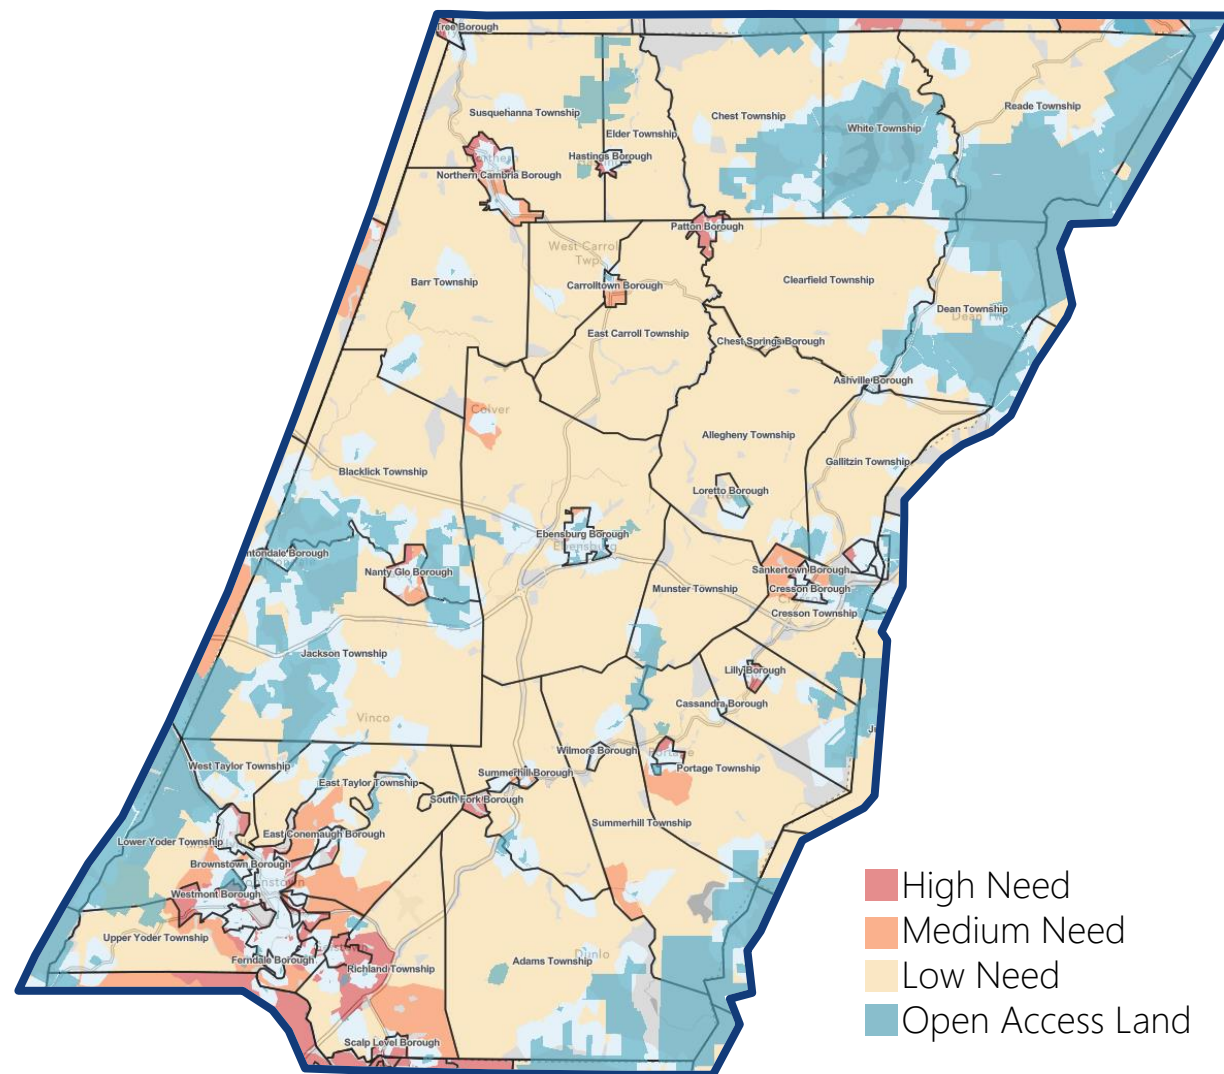 Tree Borough
Susquehanna Township
Elder Township
Chest Township
White Township
Reade Township
Hastings Borough
Northern Cambria Borough
Patton Borough
West Carroll
Twp.
Barr Township
Carrolltown Borough
Clearfield Township
Dean Township
East Carroll Township
Chest Springs Borough
Ashville Borough
Colver
Allegheny Township
Gallitzin Township
Blacklick Township
Loretto Borough
Ebensburg Borough
Ebensburg
ntondale Borough
Nanty Glo Borough
Sankertown Borough
Munster Township
Cresson Borough
Cresson Township
Jackson Township
Lilly Borough
Cassandra Borough
Vinco
Wilmore Borough
Portage
Portage Township
West Taylor Township
East Taylor Township
Summerhill Borough
South Fork Borough
Summerhill Township
East Conemaugh Borough
Lower Yoder Township
Brownstown Borough
Westmont Borough
Upper Yoder Township
Ferndale Borough
Richland Township
Adams Township
Dunlo
Scalp Level Borough
High Need
Medium Need
Low Need
Open Access Land